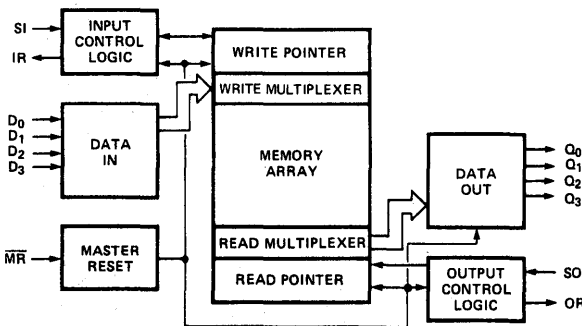 SI
IR
INPUT
CONTROL
LOGIC
WRITE POINTER
WRITE MULTIPLEXER
D0
D1
D2
D3
DATA
IN
MEMORY
ARRAY
DATA
OUT
Q0
Q1
Q2
Q3
MR
MASTER
RESET
READ MULTIPLEXER
READ POINTER
OUTPUT
CONTROL
LOGIC
SO
OR